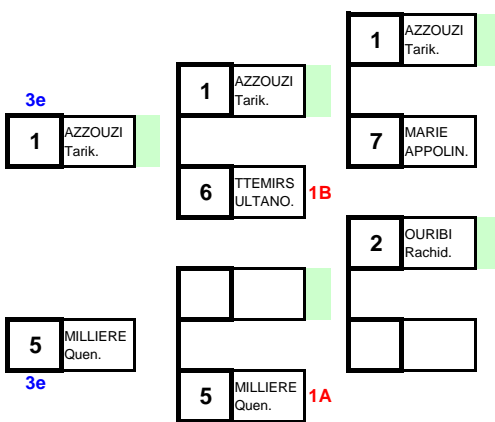 3e
1 AZZOUZI
Tarik.
5 MILLIERE
Quen.
3e
1 AZZOUZI
Tarik.
6 TTEMIRS
ULTANO. 1B
5 MILLIERE
Quen. 1A
1 AZZOUZI
Tarik.
7 MARIE
APPOLIN.
2 OURIBI
Rachid.